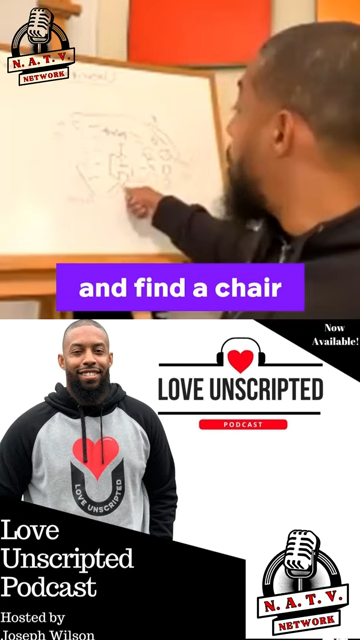 N. A. T. V.
NETWORK
and find a chair
Now
Available!
LOVE UNSCRIPTED
PODCAST
LOVE UNSCRIPTED
Love
Unscripted
Podcast
Hosted by
Joseph Wilson
N. A. T. V.
NETWORK